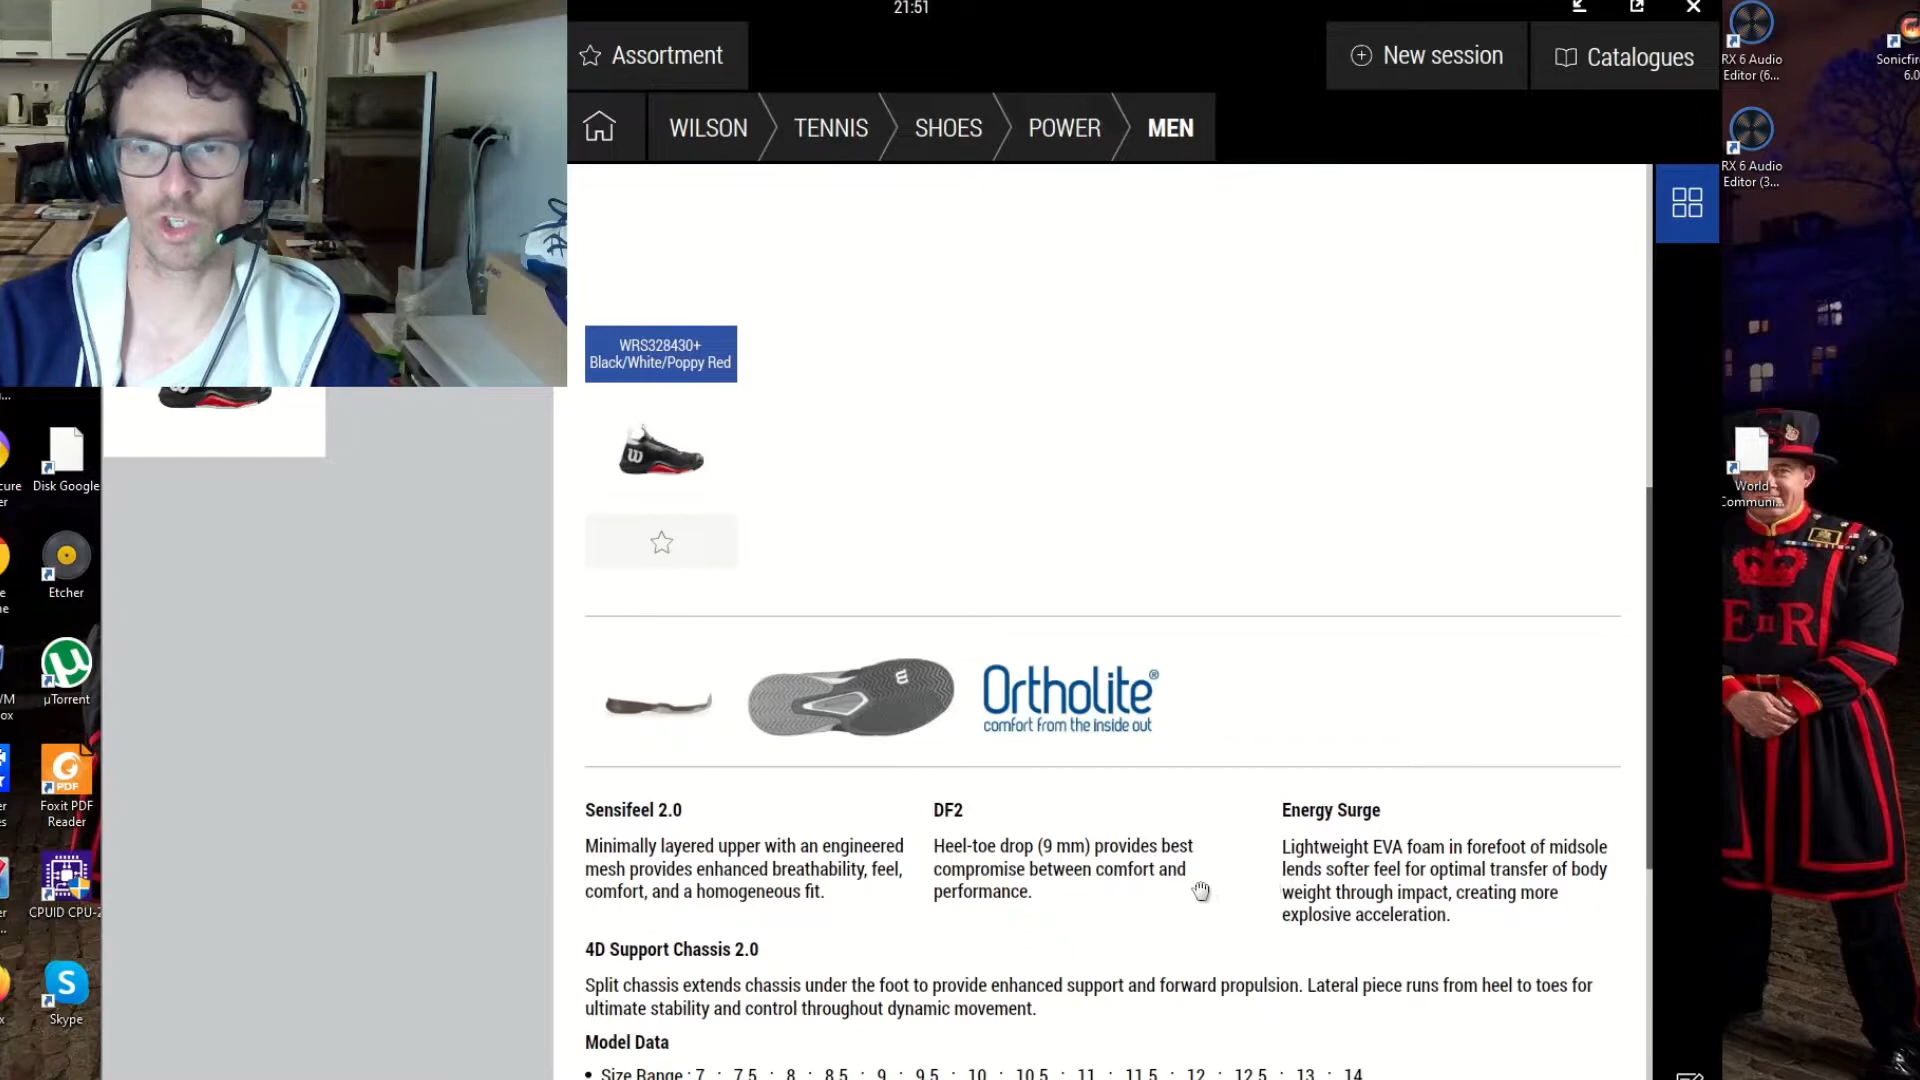 21:51
Assortment
New session
Catalogues
WILSON
TENNIS
SHOES
POWER
MEN
WRS328430+
Black/White/Poppy Red
Ortholite®
comfort from the inside out
Sensifeel 2.0
Minimally layered upper with an engineered
mesh provides enhanced breathability, feel,
comfort, and a homogeneous fit.
DF2
Heel-toe drop (9 mm) provides best
compromise between comfort and
performance.
Energy Surge
Lightweight EVA foam in forefoot of midsole
lends softer feel for optimal transfer of body
weight through impact, creating more
explosive acceleration.
4D Support Chassis 2.0
Split chassis extends chassis under the foot to provide enhanced support and forward propulsion. Lateral piece runs from heel to toes for
ultimate stability and control throughout dynamic movement.
Model Data
• Size Range : 7 ; 7.5 ; 8 ; 8.5 ; 9 ; 9.5 ; 10 ; 10.5 ; 11 ; 11.5 ; 12 ; 12.5 ; 13 ; 14
Disk Google
Etcher
µTorrent
Foxit PDF
Reader
CPUID CPU-Z
Skype
RX 6 Audio
Editor (6...
RX 6 Audio
Editor (3...
World
Communi...
6.0
E R